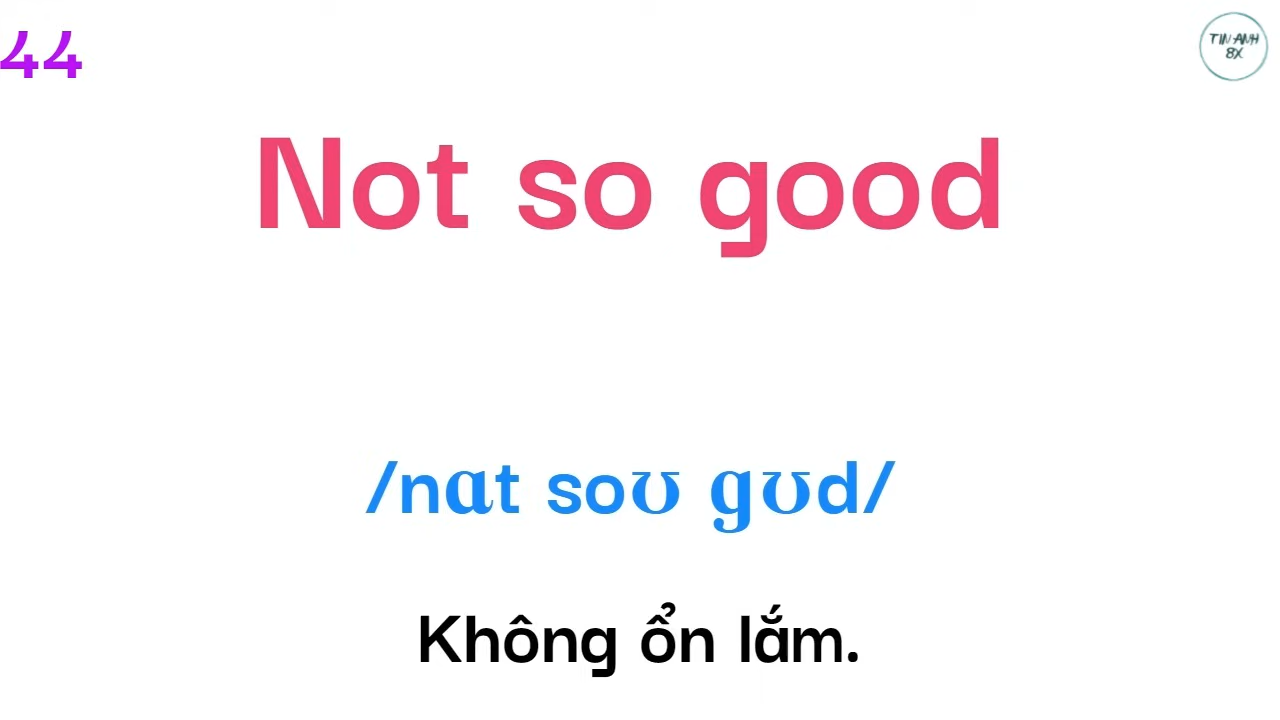 44
TIN ANH
8X
Not so good
/nɑt soʊ ɡʊd/
Không ổn lắm.